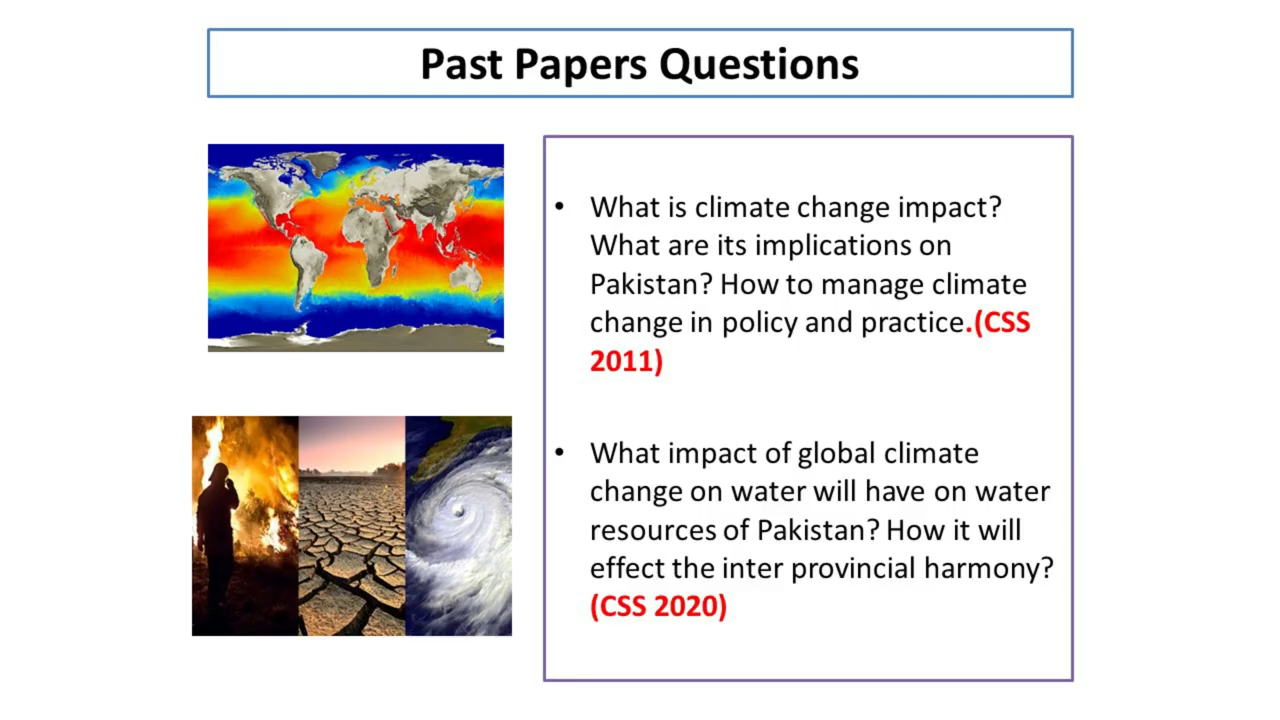 Past Papers Questions
• What is climate change impact?
What are its implications on
Pakistan? How to manage climate
change in policy and practice.(CSS
2011)
• What impact of global climate
change on water will have on water
resources of Pakistan? How it will
effect the inter provincial harmony?
(CSS 2020)